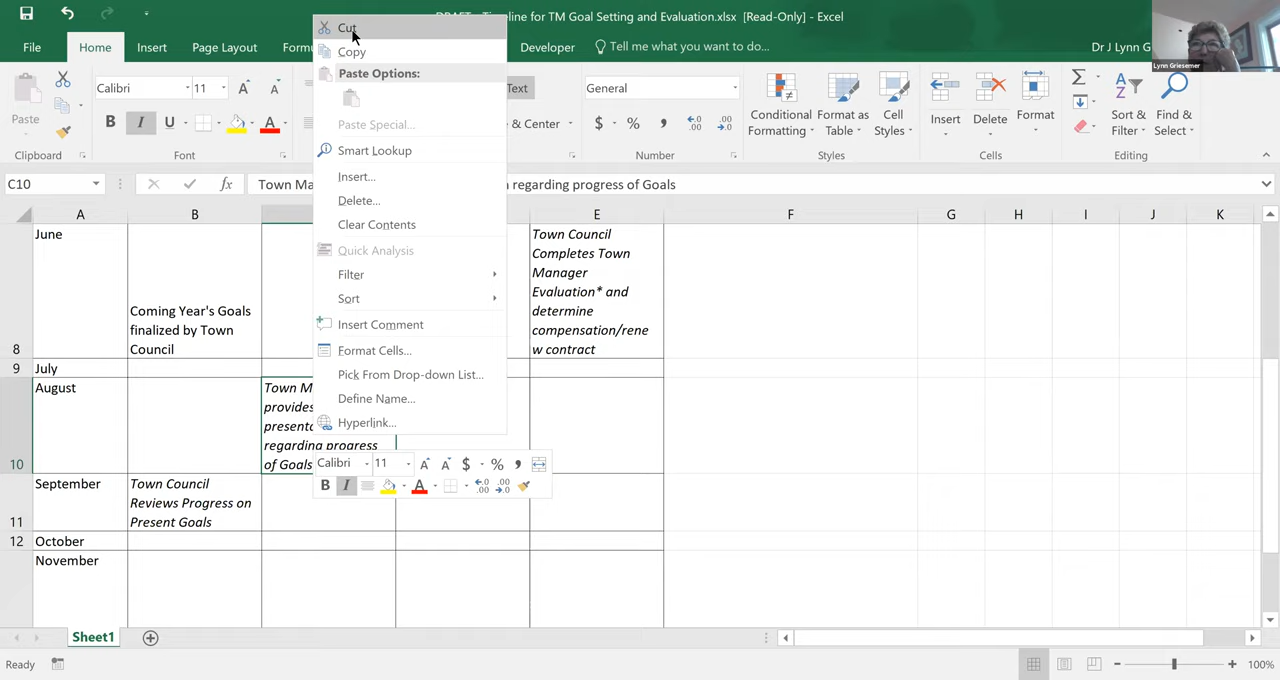 DRAFT - Timeline for TM Goal Setting and Evaluation.xlsx [Read-Only] - Excel
File
Home
Insert
Page Layout
Formu
Developer
Tell me what you want to do...
Dr J Lynn G
Lynn Griesemer
Cut
Copy
Paste Options:
Paste Special...
Smart Lookup
Insert...
Delete...
Clear Contents
Quick Analysis
Filter
Sort
Insert Comment
Format Cells...
Pick From Drop-down List...
Define Name...
Hyperlink...
Paste
Calibri
11
B I U
Text
& Center
General
$ %
Conditional
Formatting
Format as
Table
Cell
Styles
Insert
Delete
Format
Sort &
Filter
Find &
Select
Clipboard
Font
Number
Styles
Cells
Editing
C10
fx
Town Ma
regarding progress of Goals
A B E F G H I J K
June
Coming Year's Goals
finalized by Town
Council
Town Council
Completes Town
Manager
Evaluation* and
determine
compensation/rene
w contract
8
9 July
August
Town M
provides
presenta
regarding progress
of Goals
10
Calibri 11 A A $ %
B I A
September
Town Council
Reviews Progress on
Present Goals
11
12 October
November
Sheet1
Ready
100%